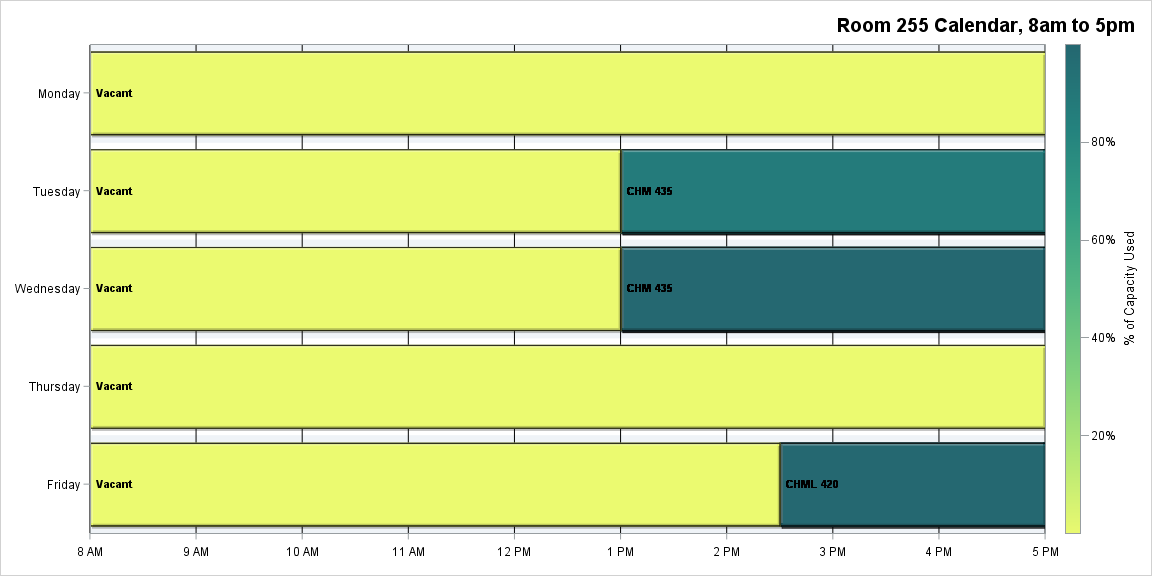 Room 255 Calendar, 8am to 5pm
Monday
Vacant
Tuesday
Vacant
CHM 435
Wednesday
Vacant
CHM 435
Thursday
Vacant
Friday
Vacant
CHML 420
8 AM
9 AM
10 AM
11 AM
12 PM
1 PM
2 PM
3 PM
4 PM
5 PM
80%
60%
40%
20%
% of Capacity Used